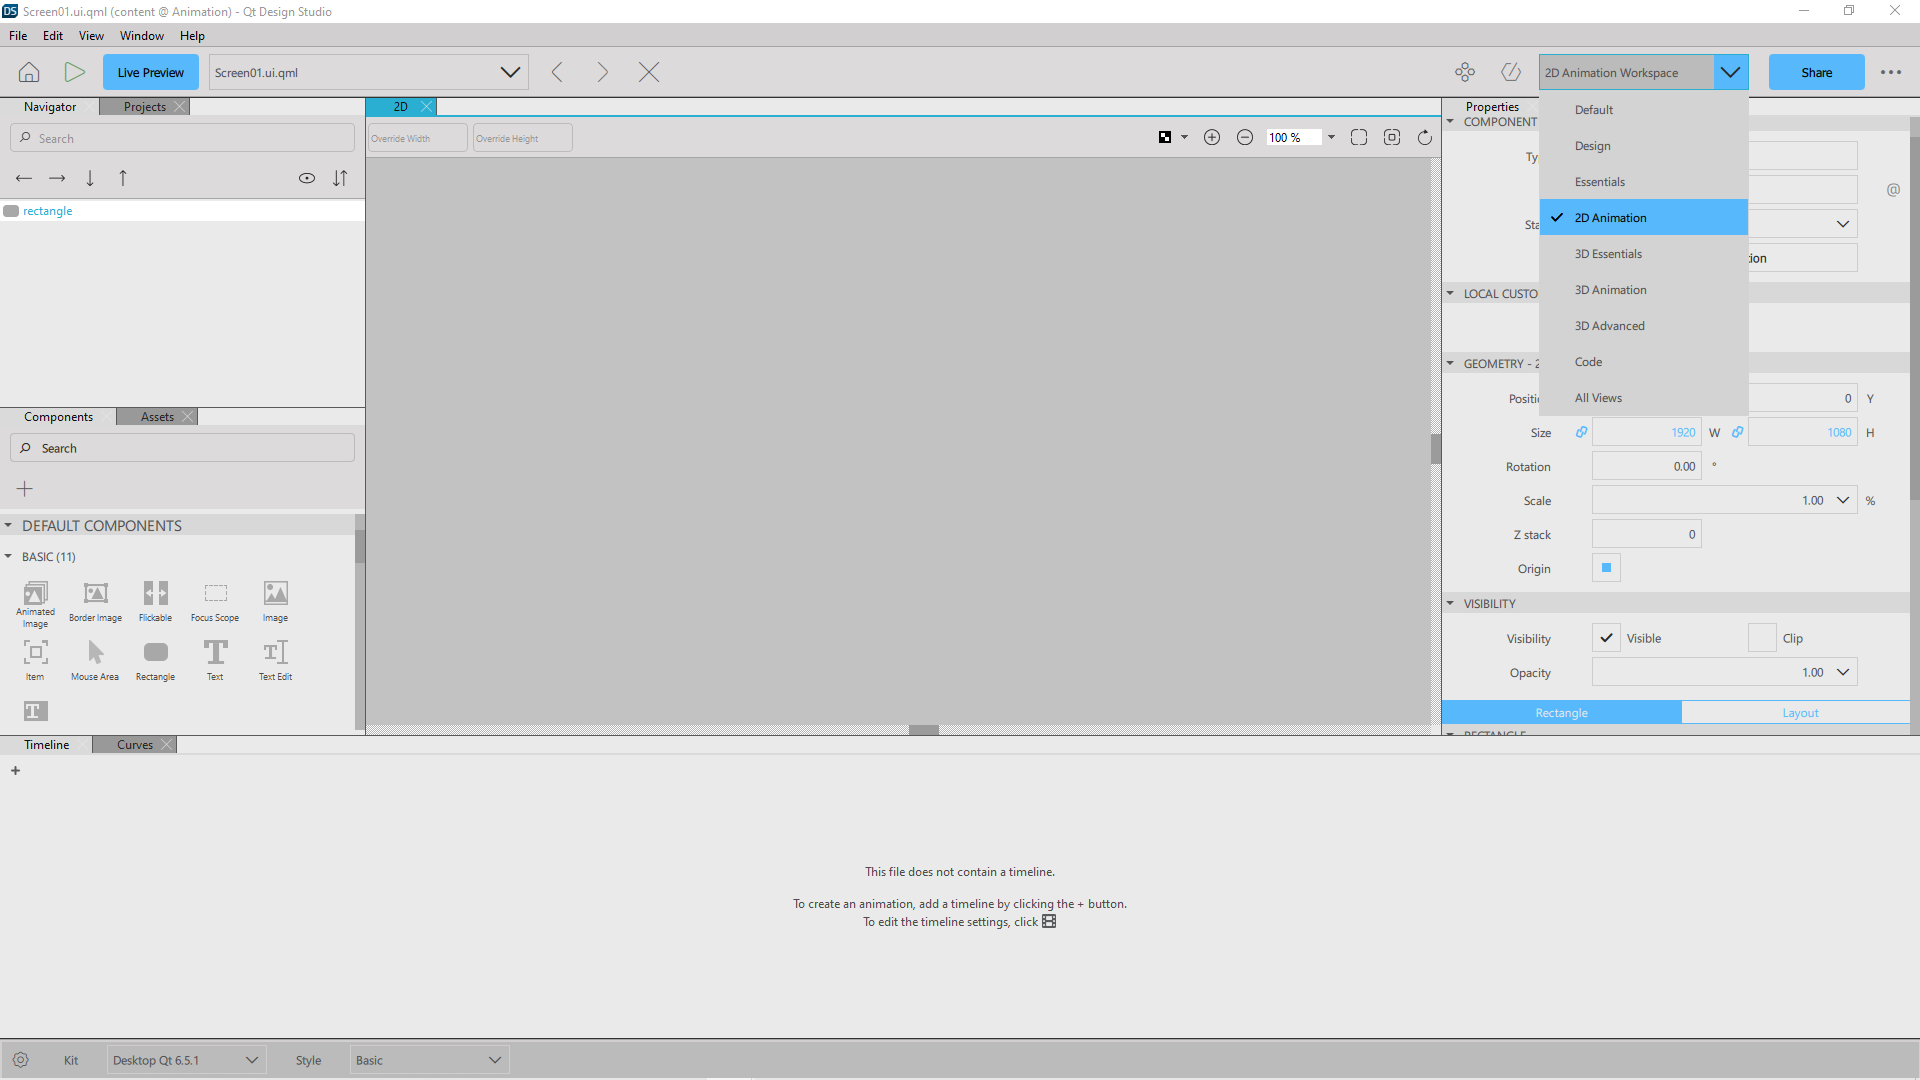 DS Screen01.ui.qml (content @ Animation) - Qt Design Studio
File Edit View Window Help
Live Preview Screen01.ui.qml 2D Animation Workspace Share
Navigator Projects
Search
rectangle
Components Assets
Search
DEFAULT COMPONENTS
BASIC (11)
Animated Image Border Image Flickable Focus Scope Image
Item Mouse Area Rectangle Text Text Edit
2D
Override Width Override Height 100 %
Properties
COMPONENT
Ty
@
Sta
tion
LOCAL CUSTO
GEOMETRY - 2
Default
Design
Essentials
2D Animation
3D Essentials
3D Animation
3D Advanced
Code
All Views
Positi 0 Y
Size 1920 W 1080 H
Rotation 0.00 °
Scale 1.00 %
Z stack 0
Origin
VISIBILITY
Visibility Visible Clip
Opacity 1.00
Rectangle Layout
Timeline Curves
+
This file does not contain a timeline.
To create an animation, add a timeline by clicking the + button.
To edit the timeline settings, click
Kit Desktop Qt 6.5.1 Style Basic